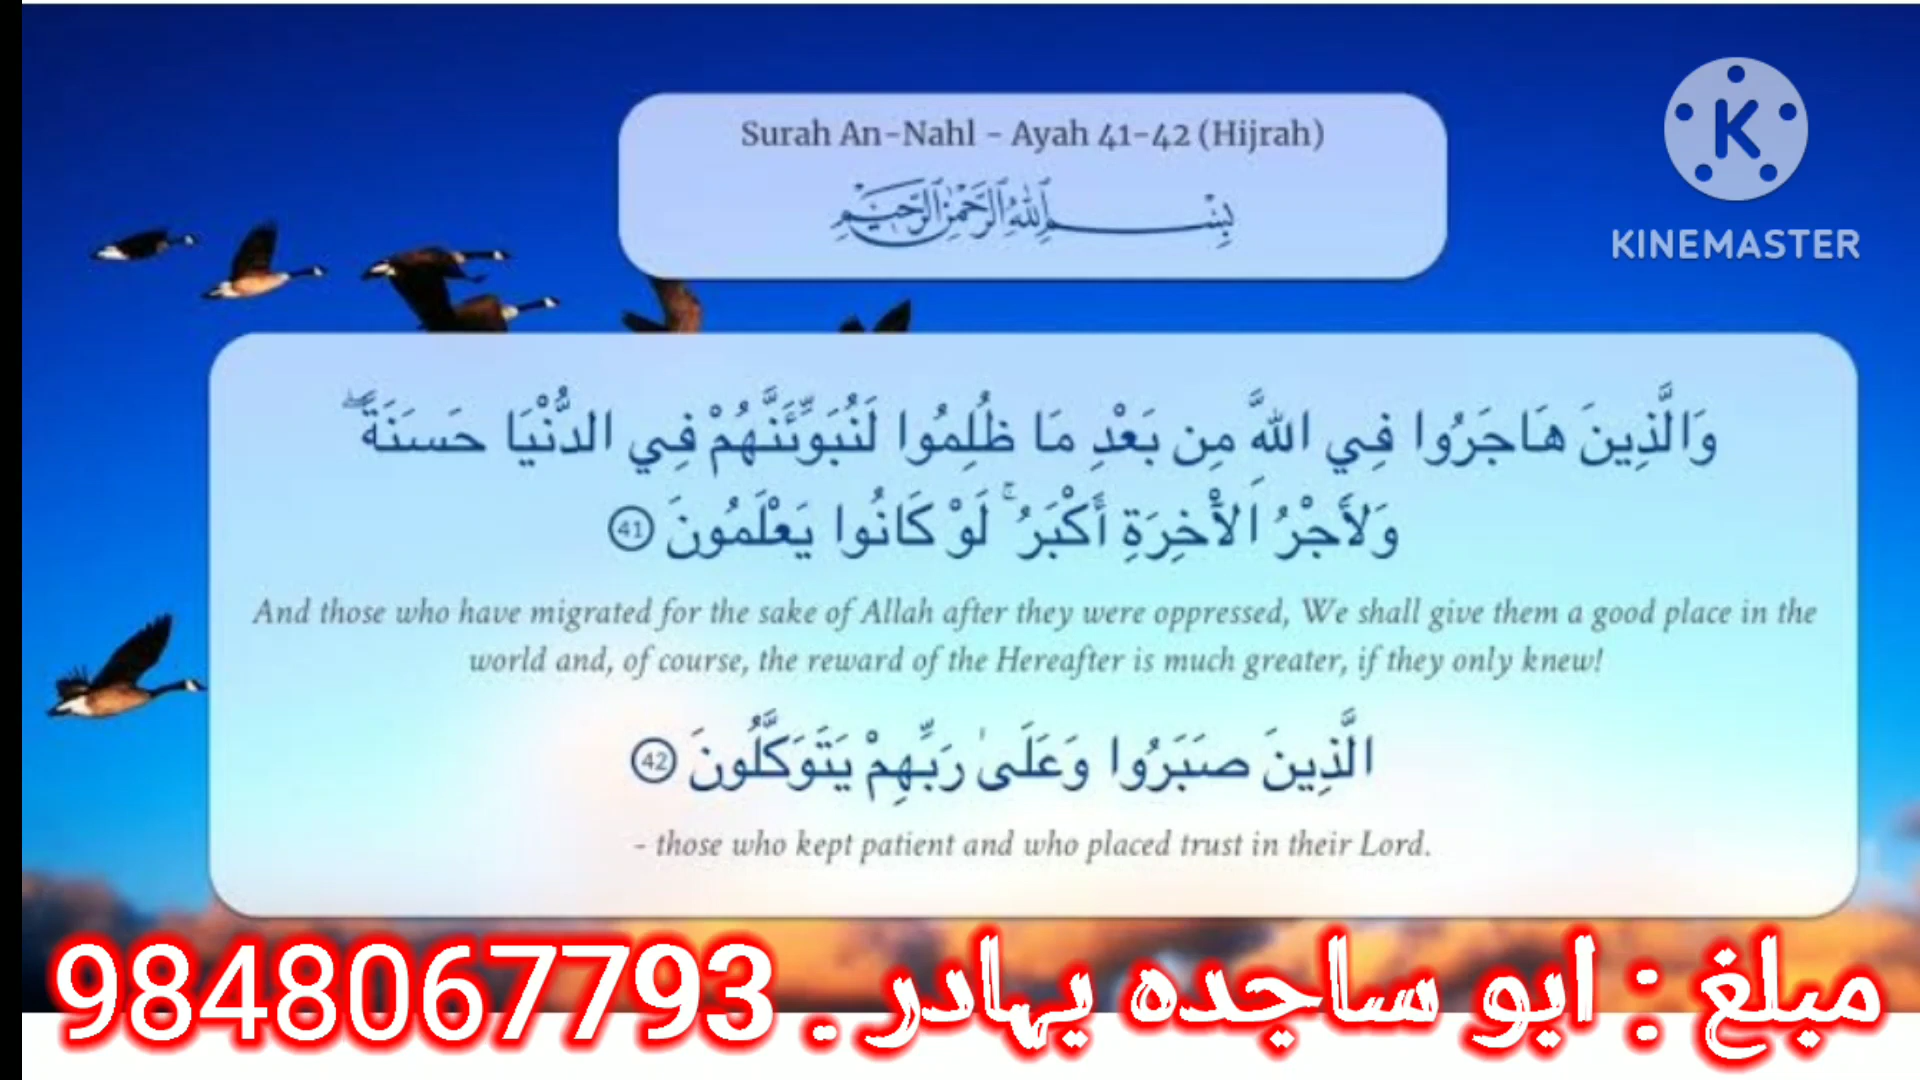 Surah An-Nahl - Ayah 41-42 (Hijrah)
بِسْمِ اللَّهِ الرَّحْمَٰنِ الرَّحِيمِ
KINEMASTER
وَالَّذِينَ هَاجَرُوا فِي اللَّهِ مِن بَعْدِ مَا ظُلِمُوا لَنُبَوِّئَنَّهُمْ فِي الدُّنْيَا حَسَنَةً ۖ
وَلَأَجْرُ الْآخِرَةِ أَكْبَرُ ۚ لَوْ كَانُوا يَعْلَمُونَ 41
And those who have migrated for the sake of Allah after they were oppressed, We shall give them a good place in the
world and, of course, the reward of the Hereafter is much greater, if they only knew!
الَّذِينَ صَبَرُوا وَعَلَىٰ رَبِّهِمْ يَتَوَكَّلُونَ 42
- those who kept patient and who placed trust in their Lord.
مبلغ : ابو ساجده بهادر . 9848067793